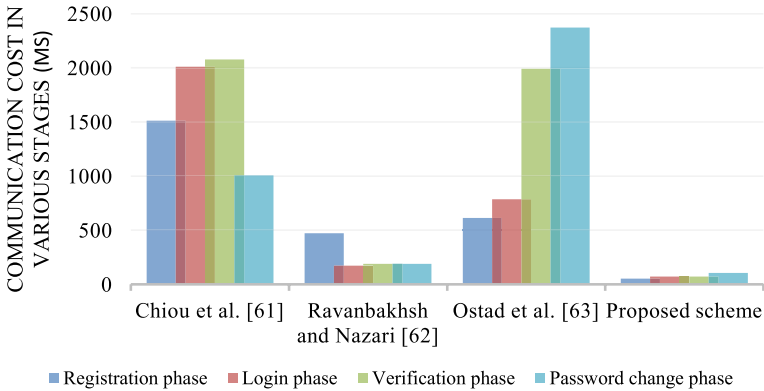 COMMUNICATION COST IN
VARIOUS STAGES (MS)
2500
2000
1500
1000
500
0
Chiou et al. [61]
Ravanbakhsh
and Nazari [62]
Ostad et al. [63]
Proposed scheme
Registration phase
Login phase
Verification phase
Password change phase